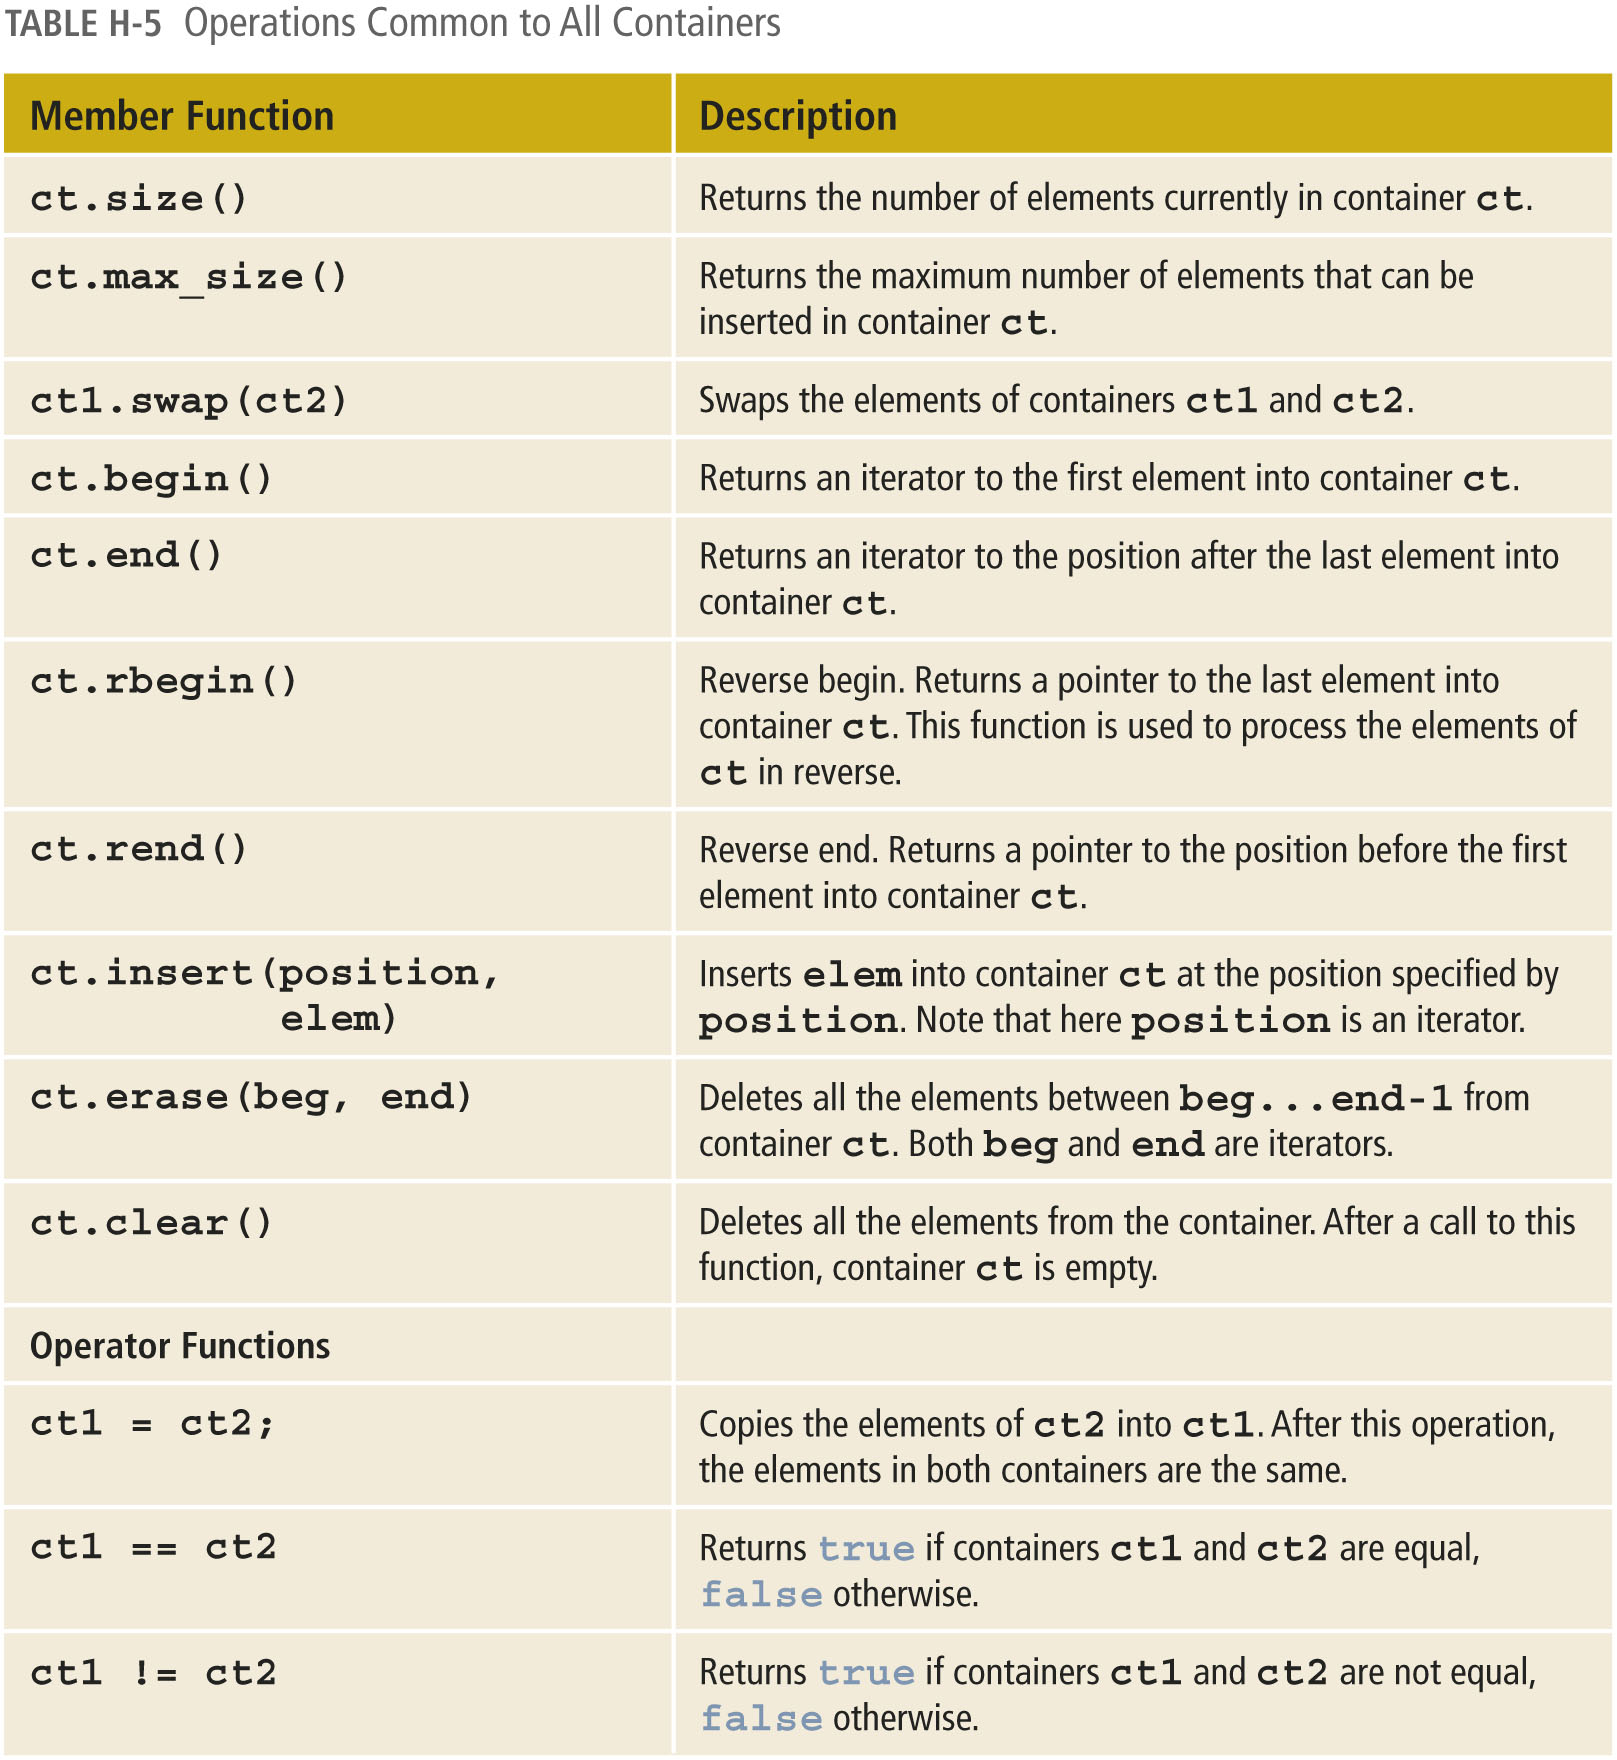 TABLE H-5 Operations Common to All Containers
Member Function
Description
ct.size()
Returns the number of elements currently in container ct.
ct.max_size()
Returns the maximum number of elements that can be
inserted in container ct.
ct1.swap(ct2)
Swaps the elements of containers ct1 and ct2.
ct.begin()
Returns an iterator to the first element into container ct.
ct.end()
Returns an iterator to the position after the last element into
container ct.
ct.rbegin()
Reverse begin. Returns a pointer to the last element into
container ct. This function is used to process the elements of
ct in reverse.
ct.rend()
Reverse end. Returns a pointer to the position before the first
element into container ct.
ct.insert(position,
elem)
Inserts elem into container ct at the position specified by
position. Note that here position is an iterator.
ct.erase(beg, end)
Deletes all the elements between beg...end-1 from
container ct. Both beg and end are iterators.
ct.clear()
Deletes all the elements from the container. After a call to this
function, container ct is empty.
Operator Functions
ct1 = ct2;
Copies the elements of ct2 into ct1. After this operation,
the elements in both containers are the same.
ct1 == ct2
Returns true if containers ct1 and ct2 are equal,
false otherwise.
ct1 != ct2
Returns true if containers ct1 and ct2 are not equal,
false otherwise.